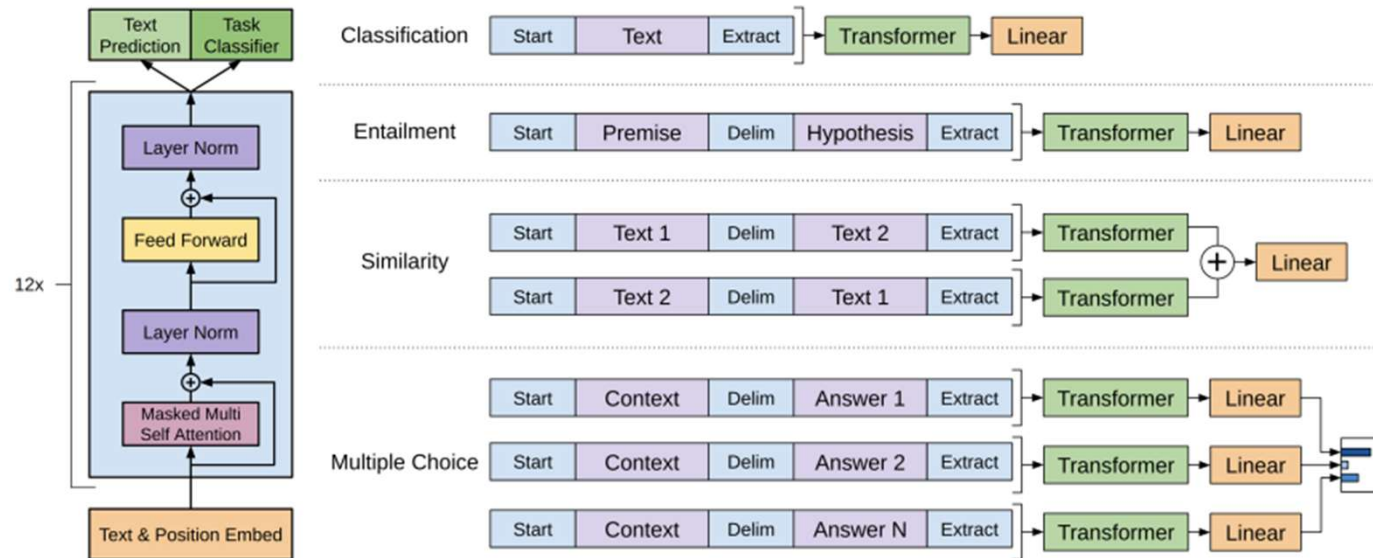 Text
Prediction
Task
Classifier
12x
Layer Norm
Feed Forward
Layer Norm
Masked Multi
Self Attention
Text & Position Embed
Classification Start Text Extract Transformer Linear
Entailment Start Premise Delim Hypothesis Extract Transformer Linear
Similarity
Start Text 1 Delim Text 2 Extract Transformer
Linear
Start Text 2 Delim Text 1 Extract Transformer
Multiple Choice
Start Context Delim Answer 1 Extract Transformer Linear
Start Context Delim Answer 2 Extract Transformer Linear
Start Context Delim Answer N Extract Transformer Linear